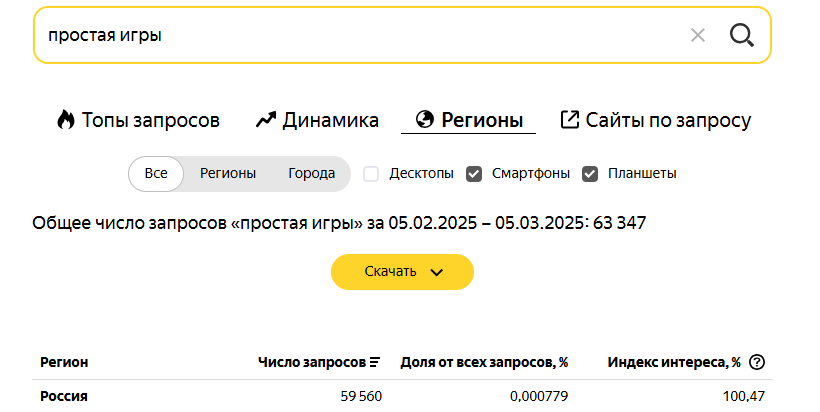 простая игры
Топы запросов Динамика Регионы Сайты по запросу
Все Регионы Города Десктопы Смартфоны Планшеты
Общее число запросов «простая игры» за 05.02.2025 – 05.03.2025: 63 347
Скачать
Регион Число запросов Доля от всех запросов, % Индекс интереса, % ?
Россия 59 560 0,000779 100,47